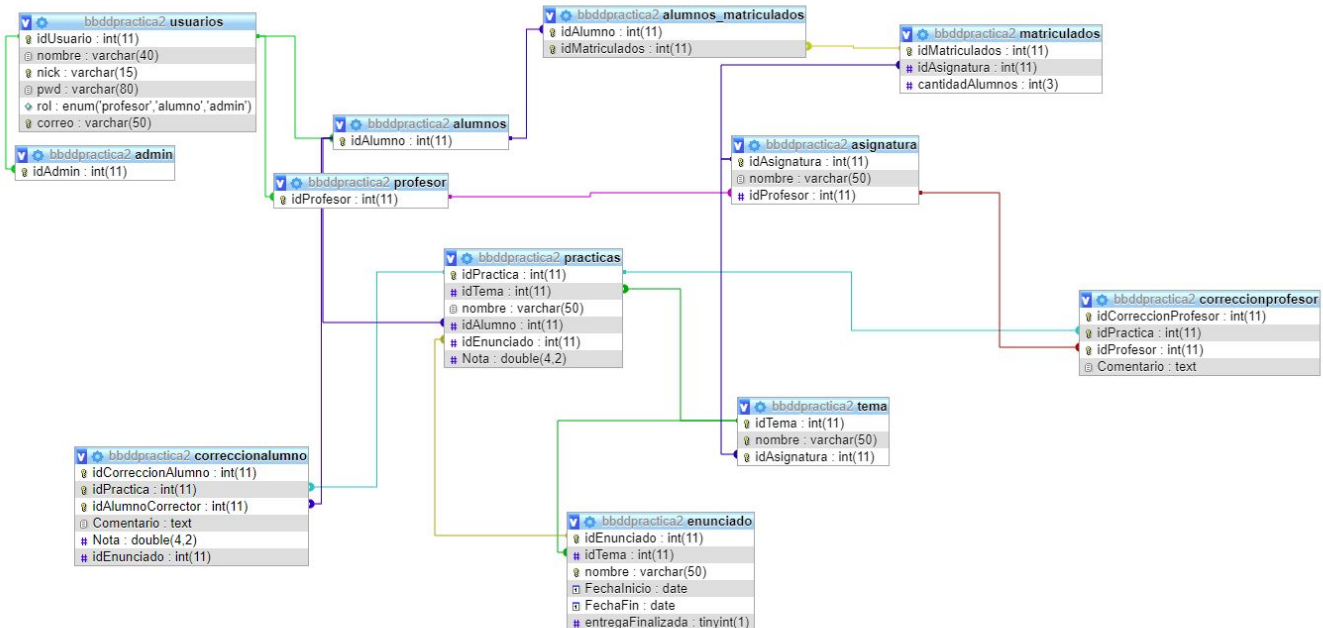 bbddpractica2 usuarios
idUsuario : int(11)
nombre : varchar(40)
nick : varchar(15)
pwd : varchar(80)
rol : enum('profesor','alumno','admin')
correo : varchar(50)
bbddpractica2 admin
idAdmin : int(11)
bbddpractica2 alumnos
idAlumno : int(11)
bbddpractica2 profesor
idProfesor : int(11)
bbddpractica2 alumnos_matriculados
idAlumno : int(11)
idMatriculados : int(11)
bbddpractica2 matriculados
idMatriculados : int(11)
idAsignatura : int(11)
cantidadAlumnos : int(3)
bbddpractica2 asignatura
idAsignatura : int(11)
nombre : varchar(50)
idProfesor : int(11)
bbddpractica2 practicas
idPractica : int(11)
idTema : int(11)
nombre : varchar(50)
idAlumno : int(11)
idEnunciado : int(11)
Nota : double(4,2)
bbddpractica2 correccionprofesor
idCorreccionProfesor : int(11)
idPractica : int(11)
idProfesor : int(11)
Comentario : text
bbddpractica2 tema
idTema : int(11)
nombre : varchar(50)
idAsignatura : int(11)
bbddpractica2 correccionalumno
idCorreccionAlumno : int(11)
idPractica : int(11)
idAlumnoCorrector : int(11)
Comentario : text
Nota : double(4,2)
idEnunciado : int(11)
bbddpractica2 enunciado
idEnunciado : int(11)
idTema : int(11)
nombre : varchar(50)
FechaInicio : date
FechaFin : date
entregaFinalizada : tinyint(1)